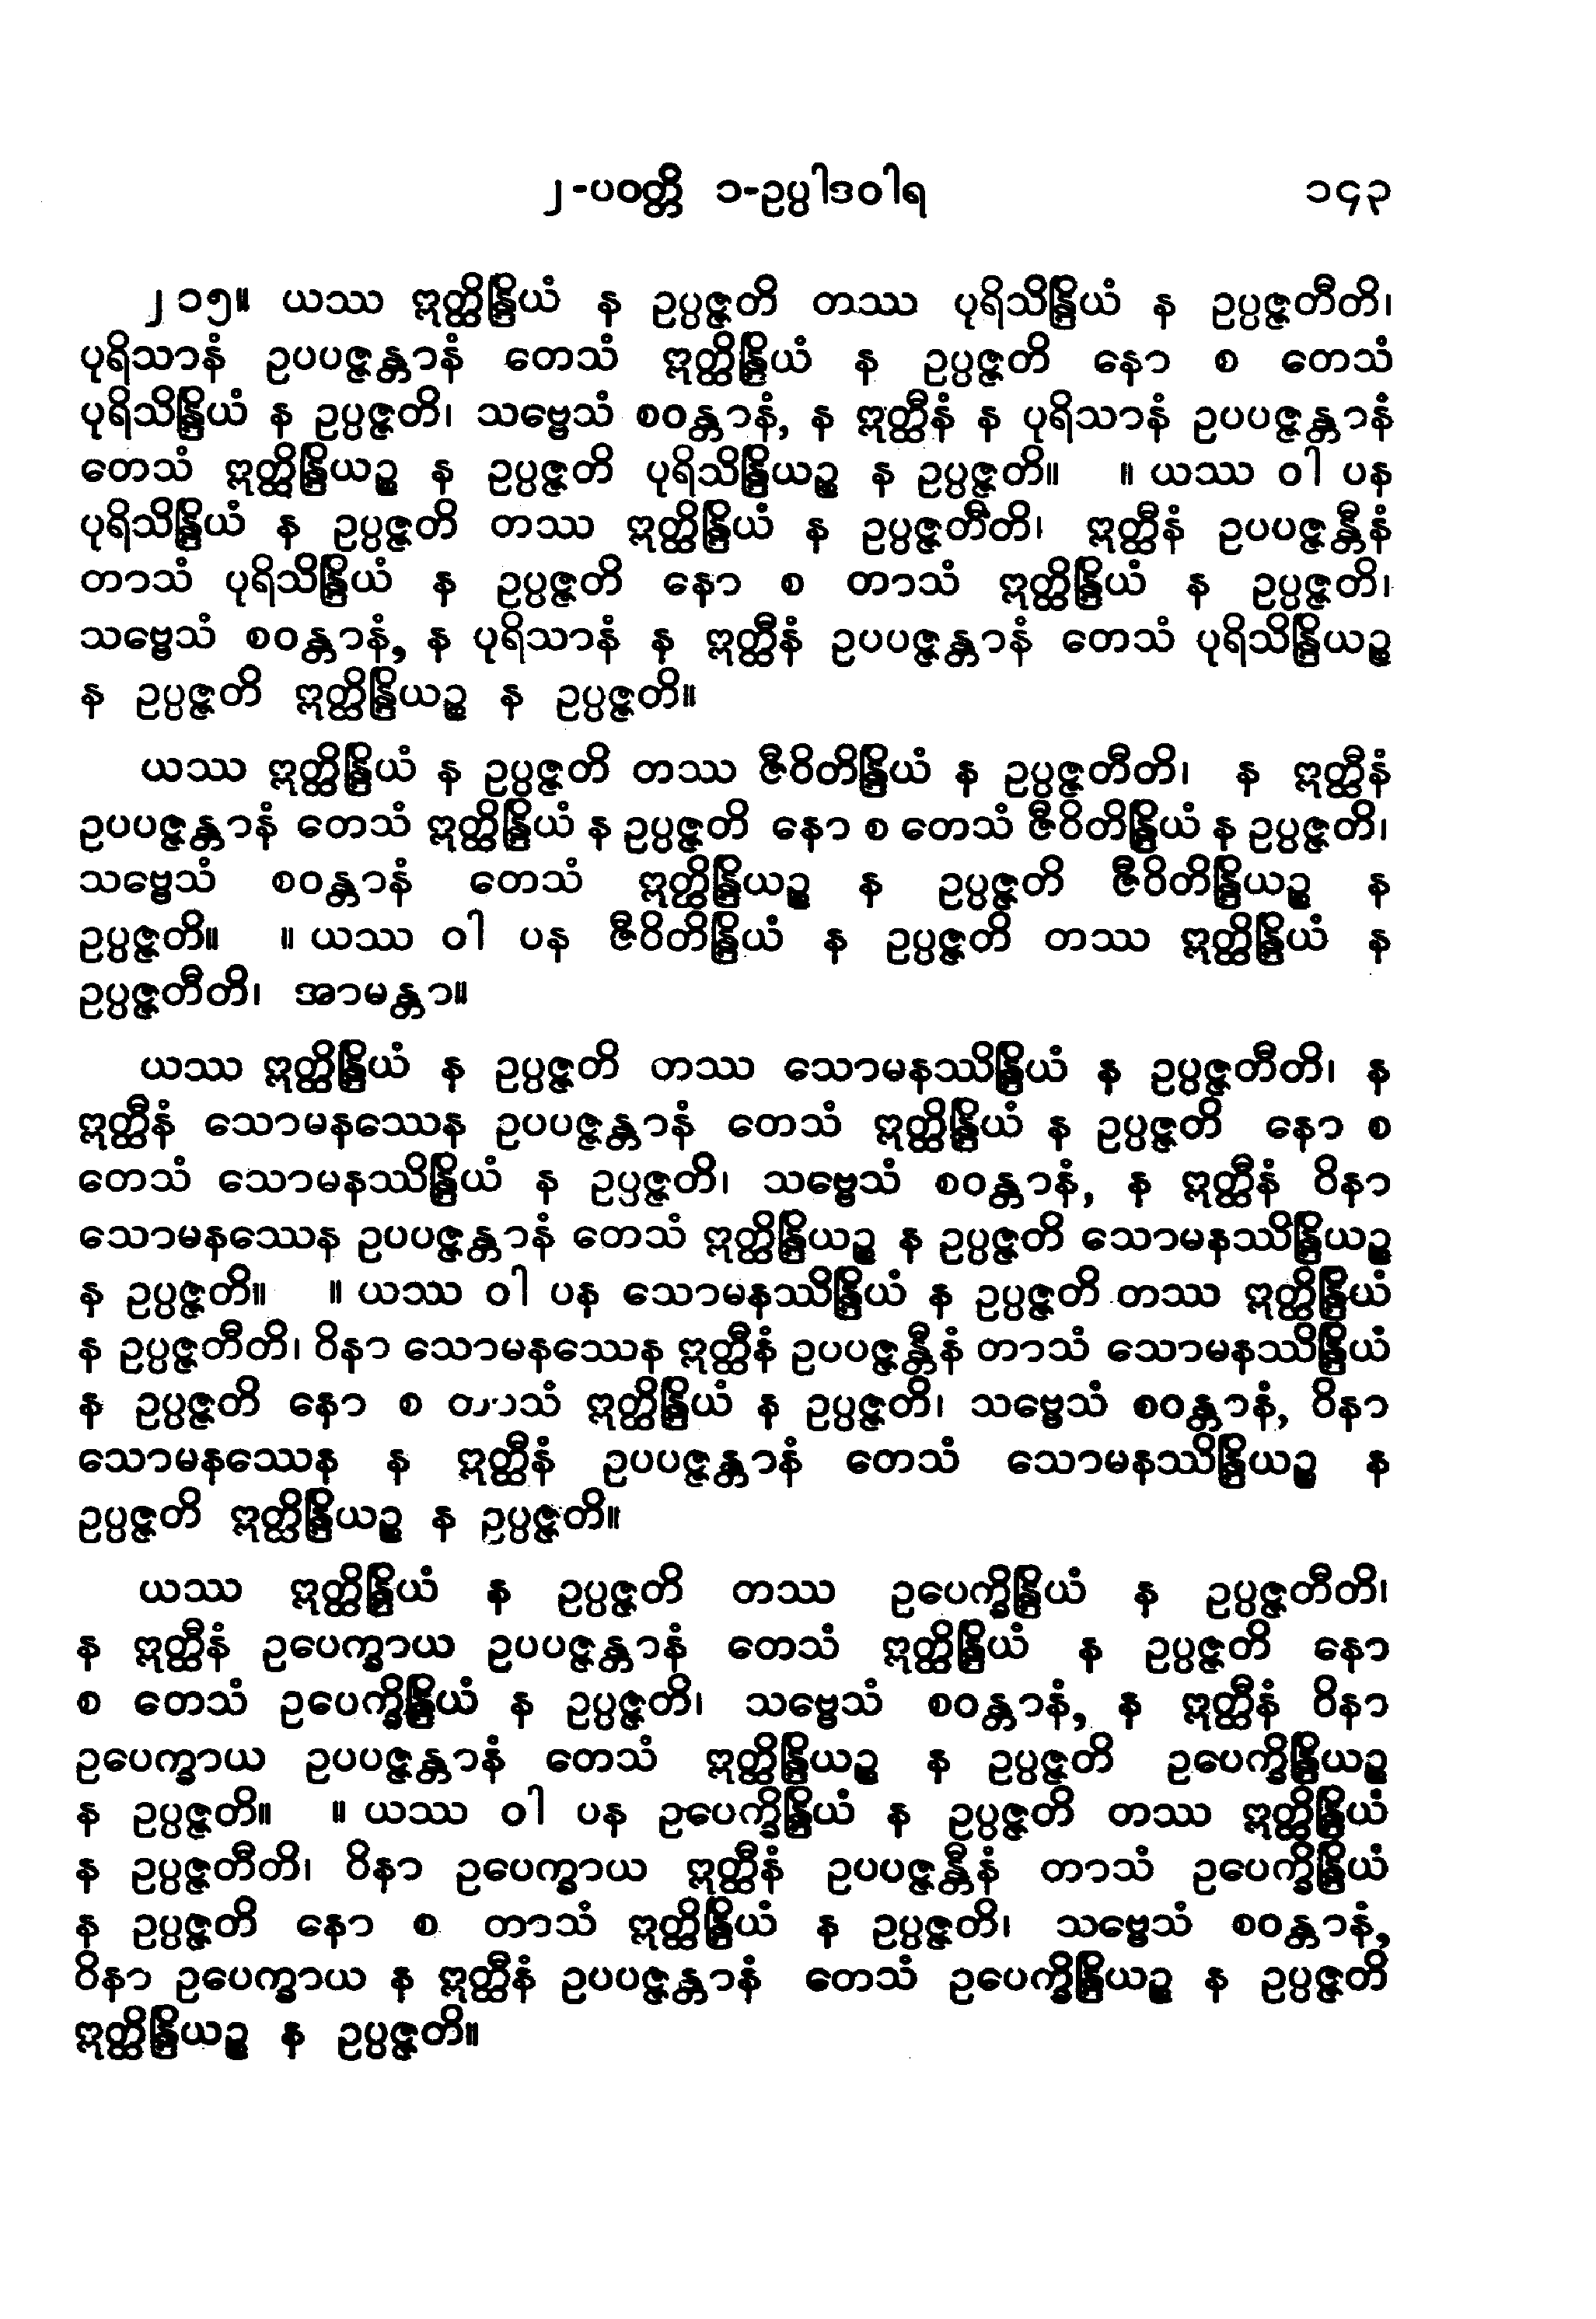 ၂-ပဝတ္တိ ၁-ဥပ္ပါဒဝါရ ၁၄၃
၂၁၅။ ယဿ ဣတ္ထိန္ဒြိယံ န ဥပ္ပဇ္ဇတိ တဿ ပုရိသိန္ဒြိယံ န ဥပ္ပဇ္ဇတီတိ၊
ပုရိသာနံ ဥပပဇ္ဇန္တာနံ တေသံ ဣတ္ထိန္ဒြိယံ န ဥပ္ပဇ္ဇတိ နော စ တေသံ
ပုရိသိန္ဒြိယံ န ဥပ္ပဇ္ဇတိ၊ သဗ္ဗေသံ စဝန္တာနံ, န ဣတ္ထီနံ န ပုရိသာနံ ဥပပဇ္ဇန္တာနံ
တေသံ ဣတ္ထိန္ဒြိယဉ္စ န ဥပ္ပဇ္ဇတိ ပုရိသိန္ဒြိယဉ္စ န ဥပ္ပဇ္ဇတိ။ ။ ယဿ ဝါ ပန
ပုရိသိန္ဒြိယံ န ဥပ္ပဇ္ဇတိ တဿ ဣတ္ထိန္ဒြိယံ န ဥပ္ပဇ္ဇတီတိ၊ ဣတ္ထီနံ ဥပပဇ္ဇန္တီနံ
တာသံ ပုရိသိန္ဒြိယံ န ဥပ္ပဇ္ဇတိ နော စ တာသံ ဣတ္ထိန္ဒြိယံ န ဥပ္ပဇ္ဇတိ၊
သဗ္ဗေသံ စဝန္တာနံ, န ပုရိသာနံ န ဣတ္ထီနံ ဥပပဇ္ဇန္တာနံ တေသံ ပုရိသိန္ဒြိယဉ္စ
န ဥပ္ပဇ္ဇတိ ဣတ္ထိန္ဒြိယဉ္စ န ဥပ္ပဇ္ဇတိ။
ယဿ ဣတ္ထိန္ဒြိယံ န ဥပ္ပဇ္ဇတိ တဿ ဇီဝိတိန္ဒြိယံ န ဥပ္ပဇ္ဇတီတိ၊ န ဣတ္ထီနံ
ဥပပဇ္ဇန္တာနံ တေသံ ဣတ္ထိန္ဒြိယံ န ဥပ္ပဇ္ဇတိ နော စ တေသံ ဇီဝိတိန္ဒြိယံ န ဥပ္ပဇ္ဇတိ၊
သဗ္ဗေသံ စဝန္တာနံ တေသံ ဣတ္ထိန္ဒြိယဉ္စ န ဥပ္ပဇ္ဇတိ ဇီဝိတိန္ဒြိယဉ္စ န
ဥပ္ပဇ္ဇတိ။ ။ ယဿ ဝါ ပန ဇီဝိတိန္ဒြိယံ န ဥပ္ပဇ္ဇတိ တဿ ဣတ္ထိန္ဒြိယံ န
ဥပ္ပဇ္ဇတီတိ၊ အာမန္တာ။
ယဿ ဣတ္ထိန္ဒြိယံ န ဥပ္ပဇ္ဇတိ တဿ သောမနဿိန္ဒြိယံ န ဥပ္ပဇ္ဇတီတိ၊ န
ဣတ္ထီနံ သောမနဿေန ဥပပဇ္ဇန္တာနံ တေသံ ဣတ္ထိန္ဒြိယံ န ဥပ္ပဇ္ဇတိ နော စ
တေသံ သောမနဿိန္ဒြိယံ န ဥပ္ပဇ္ဇတိ၊ သဗ္ဗေသံ စဝန္တာနံ, န ဣတ္ထီနံ ဝိနာ
သောမနဿေန ဥပပဇ္ဇန္တာနံ တေသံ ဣတ္ထိန္ဒြိယဉ္စ န ဥပ္ပဇ္ဇတိ သောမနဿိန္ဒြိယဉ္စ
န ဥပ္ပဇ္ဇတိ။ ။ ယဿ ဝါ ပန သောမနဿိန္ဒြိယံ န ဥပ္ပဇ္ဇတိ တဿ ဣတ္ထိန္ဒြိယံ
န ဥပ္ပဇ္ဇတီတိ၊ ဝိနာ သောမနဿေန ဣတ္ထီနံ ဥပပဇ္ဇန္တီနံ တာသံ သောမနဿိန္ဒြိယံ
န ဥပ္ပဇ္ဇတိ နော စ တာသံ ဣတ္ထိန္ဒြိယံ န ဥပ္ပဇ္ဇတိ၊ သဗ္ဗေသံ စဝန္တာနံ, ဝိနာ
သောမနဿေန န ဣတ္ထီနံ ဥပပဇ္ဇန္တာနံ တေသံ သောမနဿိန္ဒြိယဉ္စ န
ဥပ္ပဇ္ဇတိ ဣတ္ထိန္ဒြိယဉ္စ န ဥပ္ပဇ္ဇတိ။
ယဿ ဣတ္ထိန္ဒြိယံ န ဥပ္ပဇ္ဇတိ တဿ ဥပေက္ခိန္ဒြိယံ န ဥပ္ပဇ္ဇတီတိ၊
န ဣတ္ထီနံ ဥပေက္ခာယ ဥပပဇ္ဇန္တာနံ တေသံ ဣတ္ထိန္ဒြိယံ န ဥပ္ပဇ္ဇတိ နော
စ တေသံ ဥပေက္ခိန္ဒြိယံ န ဥပ္ပဇ္ဇတိ၊ သဗ္ဗေသံ စဝန္တာနံ, န ဣတ္ထီနံ ဝိနာ
ဥပေက္ခာယ ဥပပဇ္ဇန္တာနံ တေသံ ဣတ္ထိန္ဒြိယဉ္စ န ဥပ္ပဇ္ဇတိ ဥပေက္ခိန္ဒြိယဉ္စ
န ဥပ္ပဇ္ဇတိ။ ။ ယဿ ဝါ ပန ဥပေက္ခိန္ဒြိယံ န ဥပ္ပဇ္ဇတိ တဿ ဣတ္ထိန္ဒြိယံ
န ဥပ္ပဇ္ဇတီတိ၊ ဝိနာ ဥပေက္ခာယ ဣတ္ထီနံ ဥပပဇ္ဇန္တီနံ တာသံ ဥပေက္ခိန္ဒြိယံ
န ဥပ္ပဇ္ဇတိ နော စ တာသံ ဣတ္ထိန္ဒြိယံ န ဥပ္ပဇ္ဇတိ၊ သဗ္ဗေသံ စဝန္တာနံ,
ဝိနာ ဥပေက္ခာယ န ဣတ္ထီနံ ဥပပဇ္ဇန္တာနံ တေသံ ဥပေက္ခိန္ဒြိယဉ္စ န ဥပ္ပဇ္ဇတိ
ဣတ္ထိန္ဒြိယဉ္စ န ဥပ္ပဇ္ဇတိ။